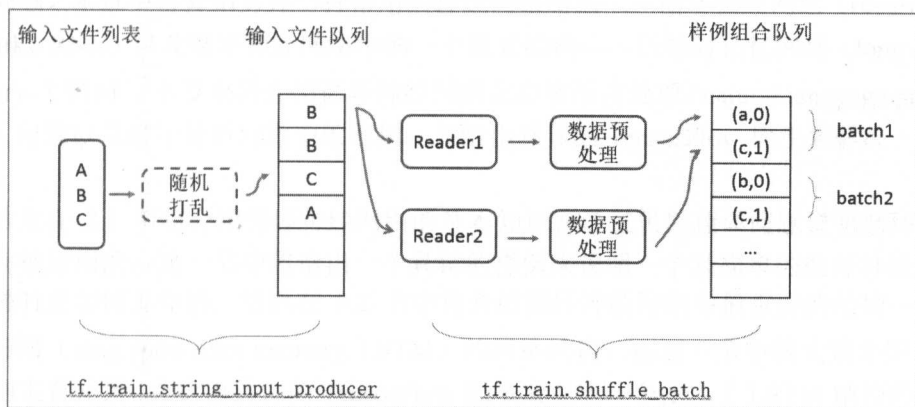 输入文件列表
输入文件队列
样例组合队列
A
B
C
随机
打乱
B
B
C
A
Reader1
数据预
处理
Reader2
数据预
处理
(a,0)
(c,1)
(b,0)
(c,1)
...
batch1
batch2
tf.train.string_input_producer
tf.train.shuffle_batch